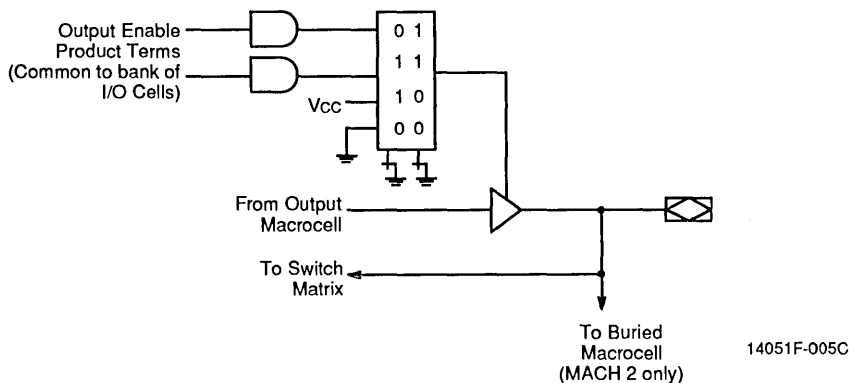 Output Enable
Product Terms
(Common to bank of
I/O Cells)
VCC
0 1
1 1
1 0
0 0
From Output
Macrocell
To Switch
Matrix
To Buried
Macrocell
(MACH 2 only)
14051F-005C